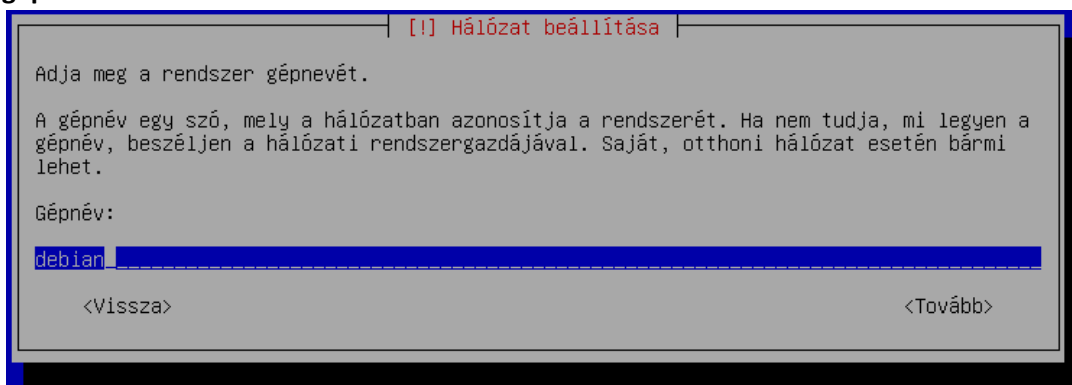 [!] Hálózat beállítása
Adja meg a rendszer gépnevét.
A gépnév egy szó, mely a hálózatban azonosítja a rendszerét. Ha nem tudja, mi legyen a
gépnév, beszéljen a hálózati rendszergazdájával. Saját, otthoni hálózat esetén bármi
lehet.
Gépnév:
debian
<Vissza> <Tovább>